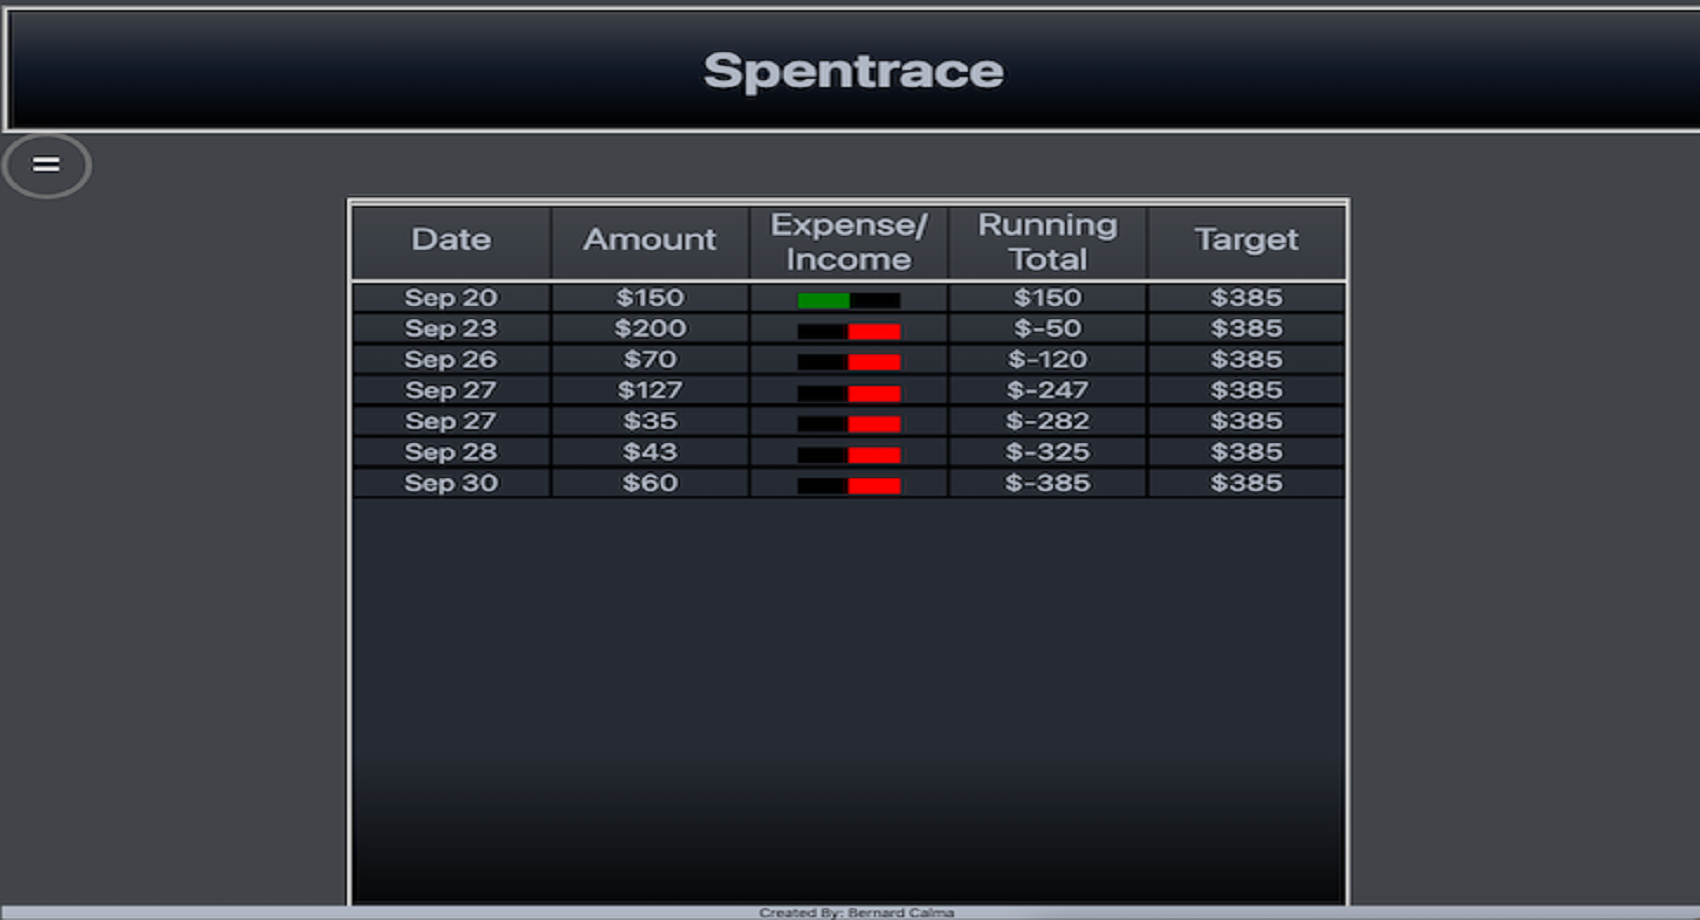 Spentrace
=
Date Amount Expense/ Income Running Total Target
Sep 20 $150 $150 $385
Sep 23 $200 $-50 $385
Sep 26 $70 $-120 $385
Sep 27 $127 $-247 $385
Sep 27 $35 $-282 $385
Sep 28 $43 $-325 $385
Sep 30 $60 $-385 $385
Created By: Bernard Calma